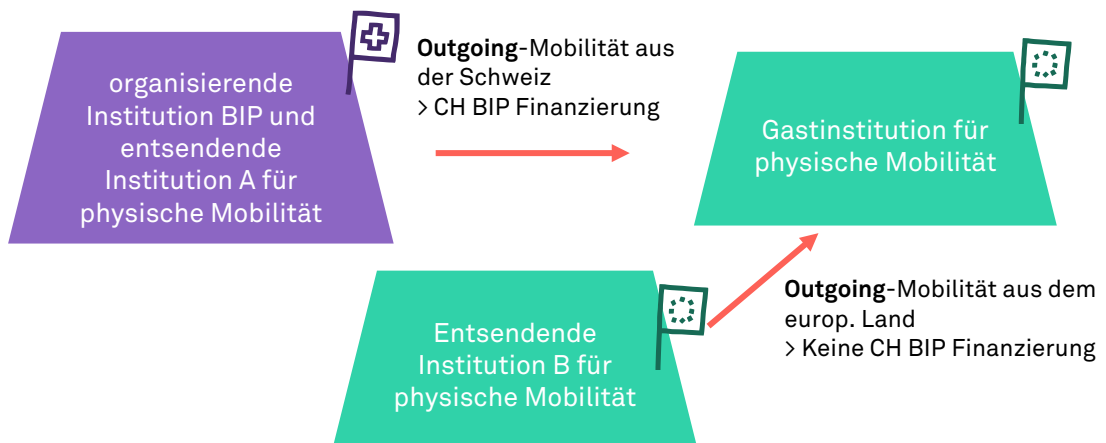 organisierende
Institution BIP und
entsendende
Institution A für
physische Mobilität
Outgoing-Mobilität aus
der Schweiz
> CH BIP Finanzierung
Gastinstitution für
physische Mobilität
Entsendende
Institution B für
physische Mobilität
Outgoing-Mobilität aus dem
europ. Land
> Keine CH BIP Finanzierung